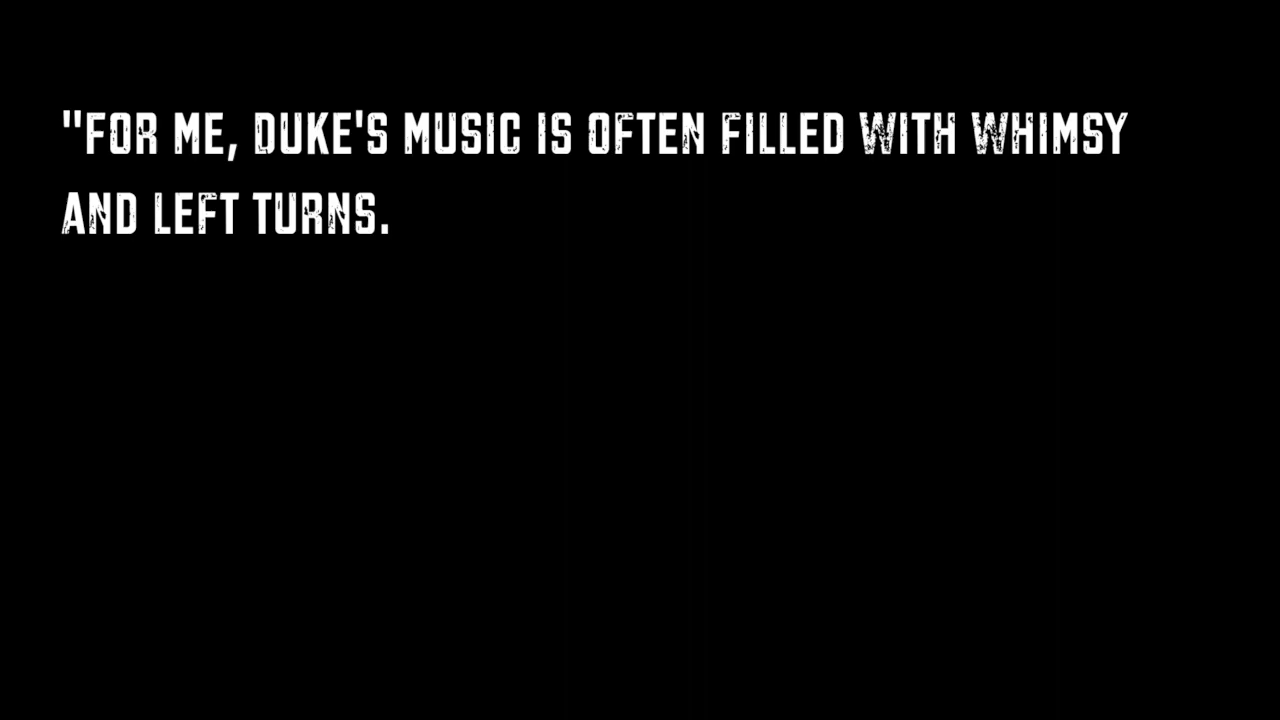 "FOR ME, DUKE'S MUSIC IS OFTEN FILLED WITH WHIMSY
AND LEFT TURNS.